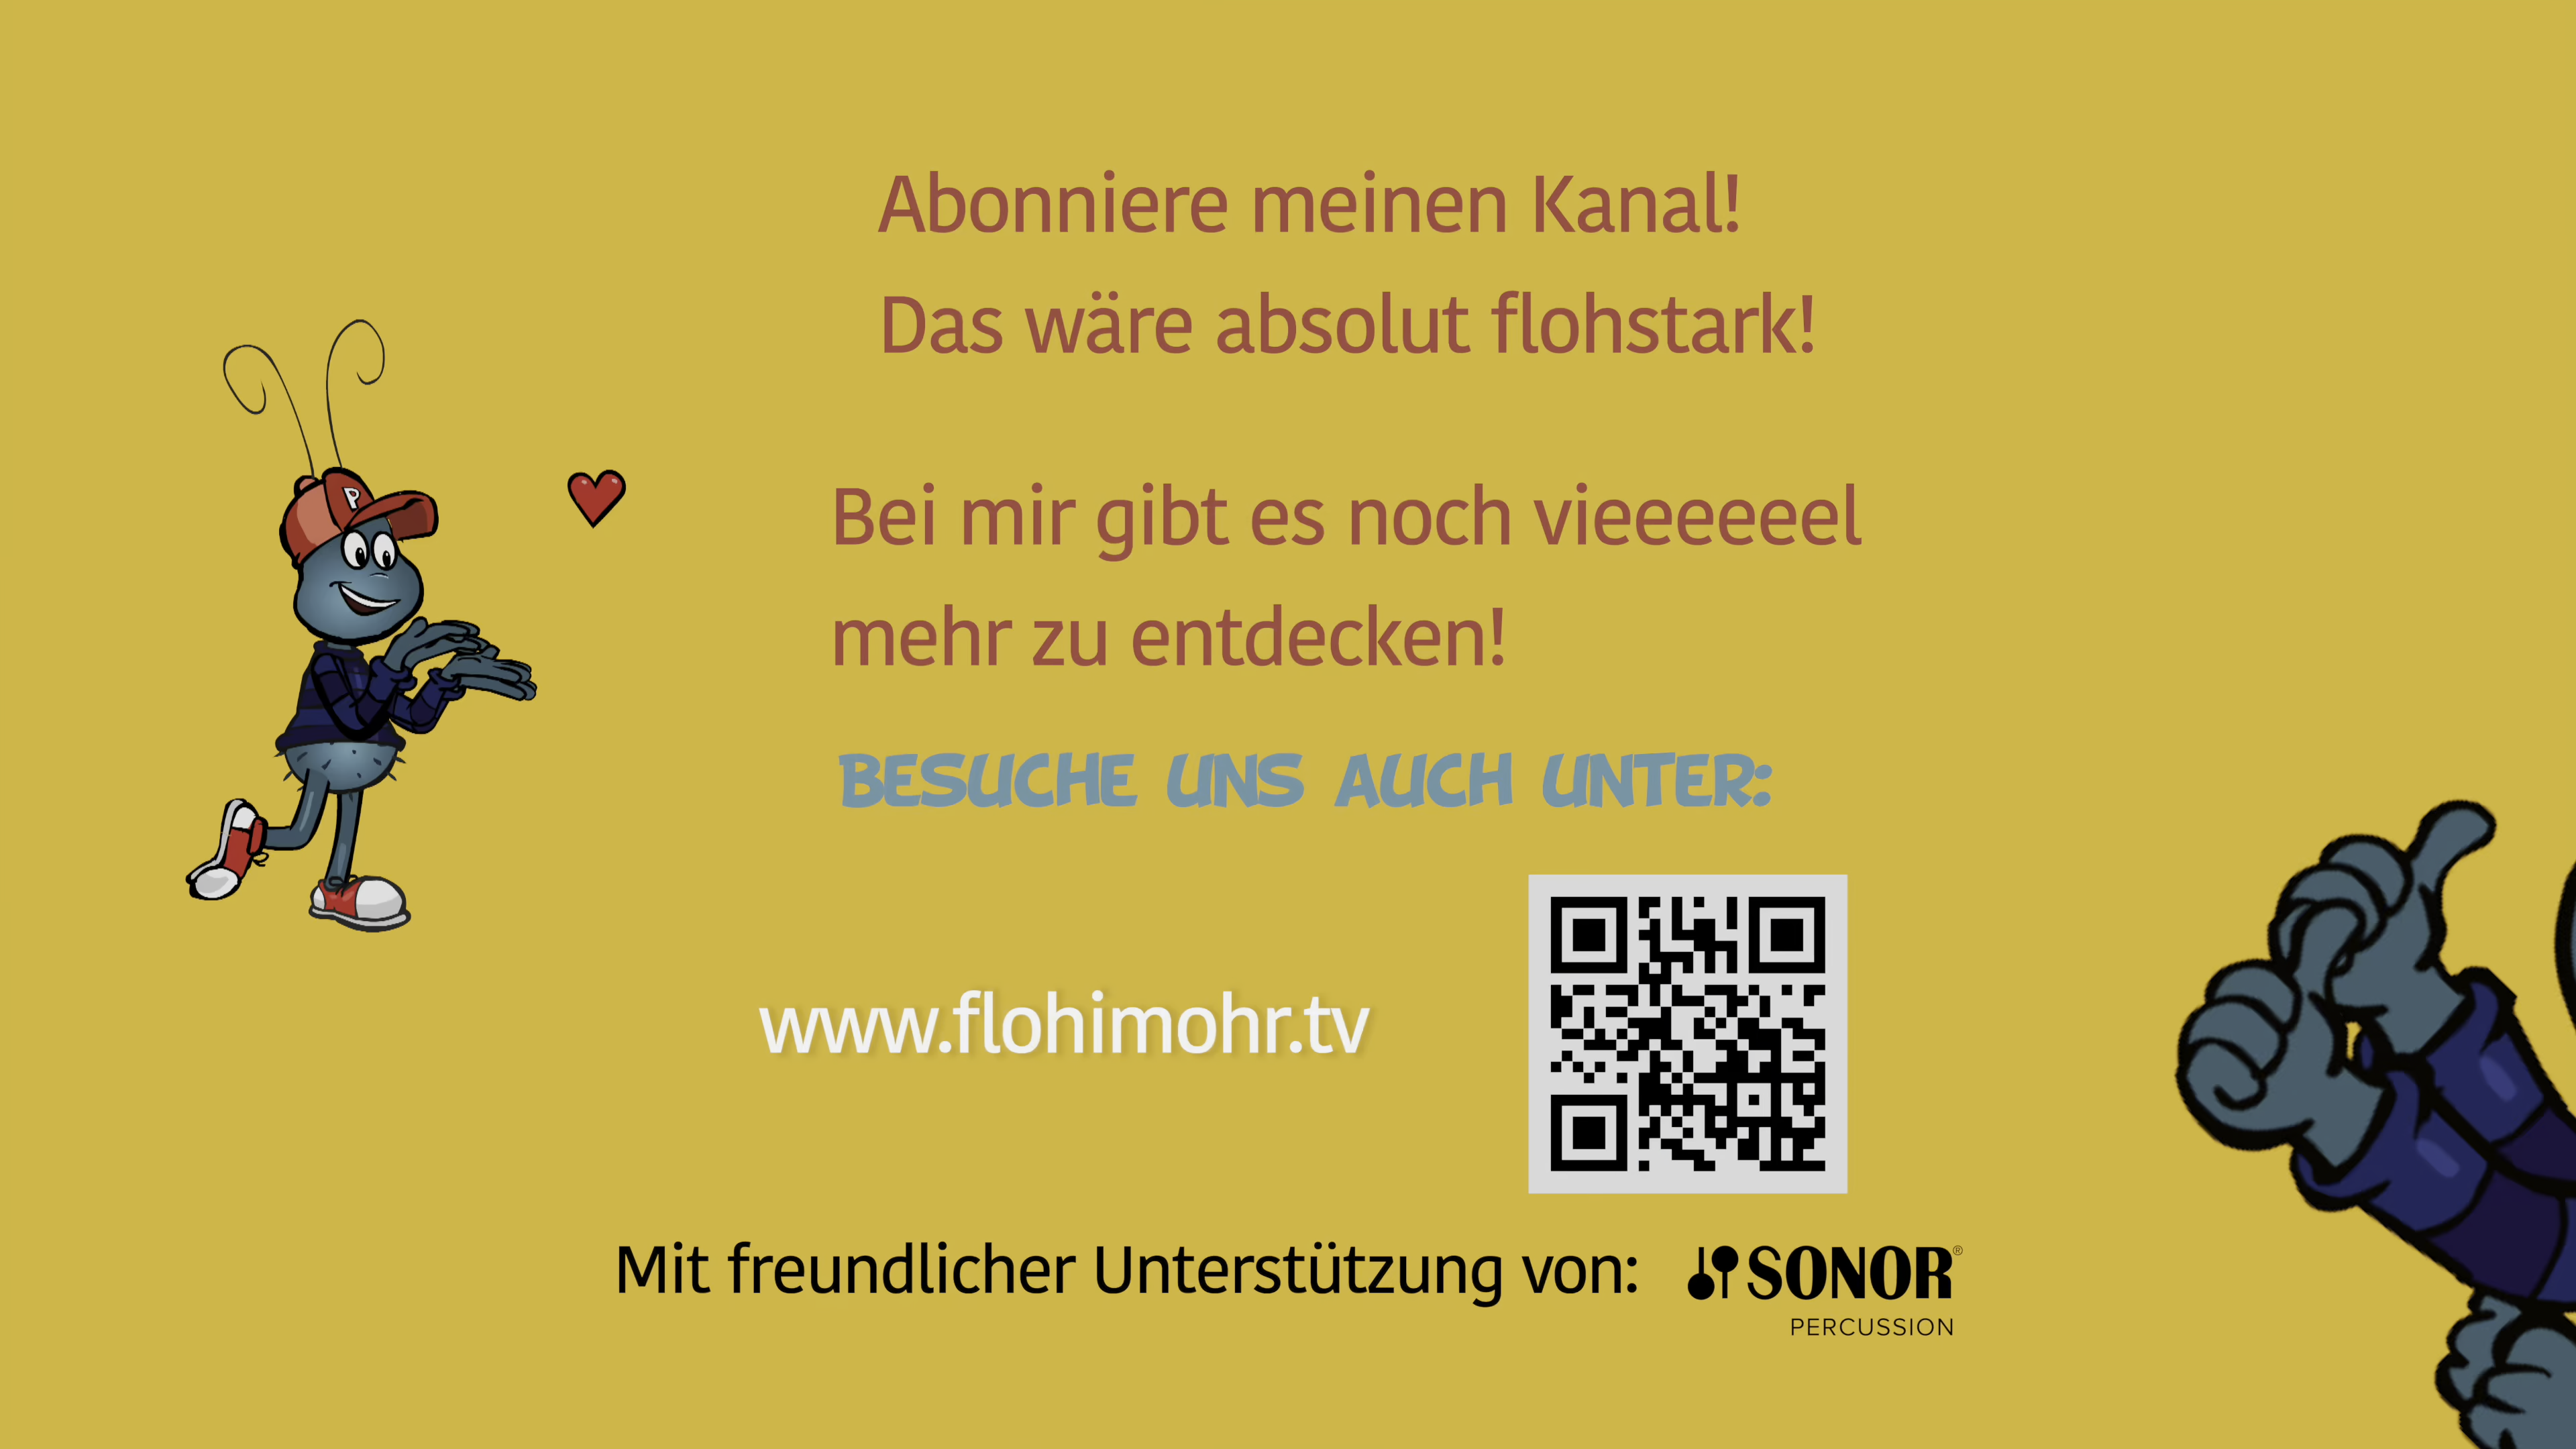 Abonniere meinen Kanal!
Das wäre absolut flohstark!
P
Bei mir gibt es noch vieeeeeeel
mehr zu entdecken!
BESUCHE UNS AUCH UNTER:
www.flohimohr.tv
Mit freundlicher Unterstützung von: SONOR®
PERCUSSION